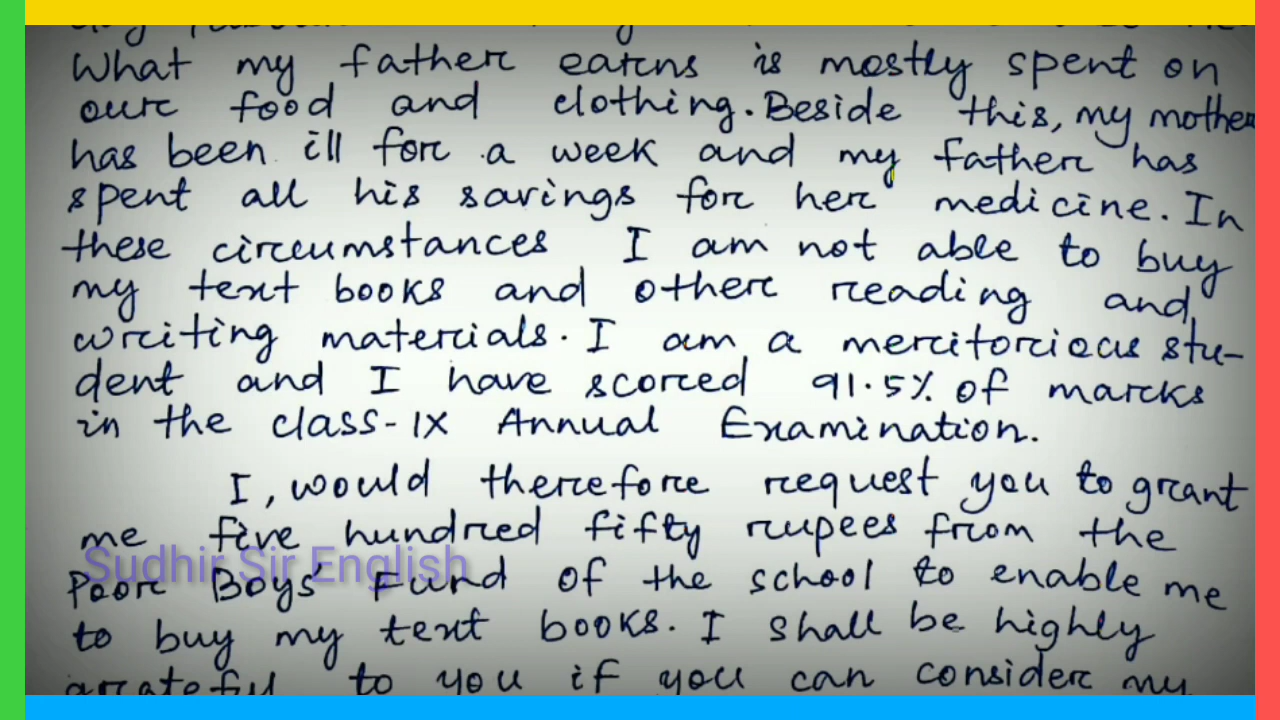 What my father earns is mostly spent on
our food and clothing. Beside this, my mother
has been ill for a week and my father has
spent all his savings for her medicine. In
these circumstances I am not able to buy
my text books and other reading and
writing materials. I am a meritorious stu-
dent and I have scored 91.5% of marks
in the class-IX Annual Examination.
I, would therefore request you to grant
me five hundred fifty rupees from the
Sudhir Sir English
Poor Boys' Fund of the school to enable me
to buy my text books. I shall be highly
grateful to you if you can consider my